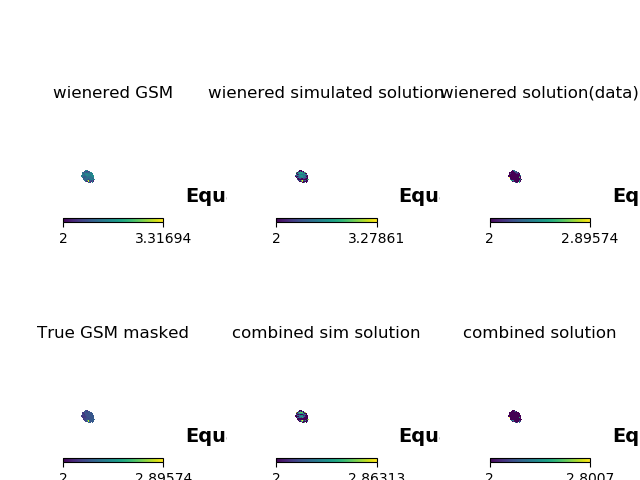 wienered GSM
wienered simulated solution
wienered solution(data)
Equ
Equ
Eq
2 3.31694
2 3.27861
2 2.89574
True GSM masked
combined sim solution
combined solution
Equ
Equ
Eq
2 2.89574
2 2.86313
2 2.8007